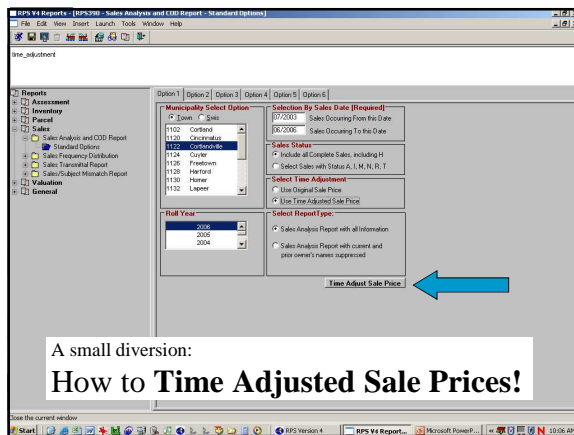 RPS V4 Reports - [RPS390 - Sales Analysis and COD Report - Standard Options]
File Edit View Insert Launch Tools Window Help
time_adjustment
Reports
Assessment
Inventory
Parcel
Sales
Sales Analysis and COD Report
Standard Options
Sales Frequency Distribution
Sales Transmittal Report
Sales/Subject Mismatch Report
Valuation
General
Option 1 Option 2 Option 3 Option 4 Option 5 Option 6
Municipality Select Option
Town Swis
1102 Cortland
1120 Cincinnatus
1122 Cortlandville
1124 Cuyler
1126 Freetown
1128 Harford
1130 Homer
1132 Lapeer
Selection By Sales Date [Required]
07/2003 Sales Occurring From this Date
06/2006 Sales Occurring To this Date
Sales Status
Include all Complete Sales, including H
Select Sales with Status A, I, M, N, R, T
Select Time Adjustment
Use Original Sale Price
Use Time Adjusted Sale Price
Roll Year
2006
2005
2004
Select ReportType:
Sales Analysis Report with all Information
Sales Analysis Report with current and
prior owner's names suppressed
Time Adjust Sale Price
A small diversion:
How to Time Adjusted Sale Prices!
Close the current window
Start RPS Version 4 RPS V4 Report... Microsoft PowerP... 10:06 AM